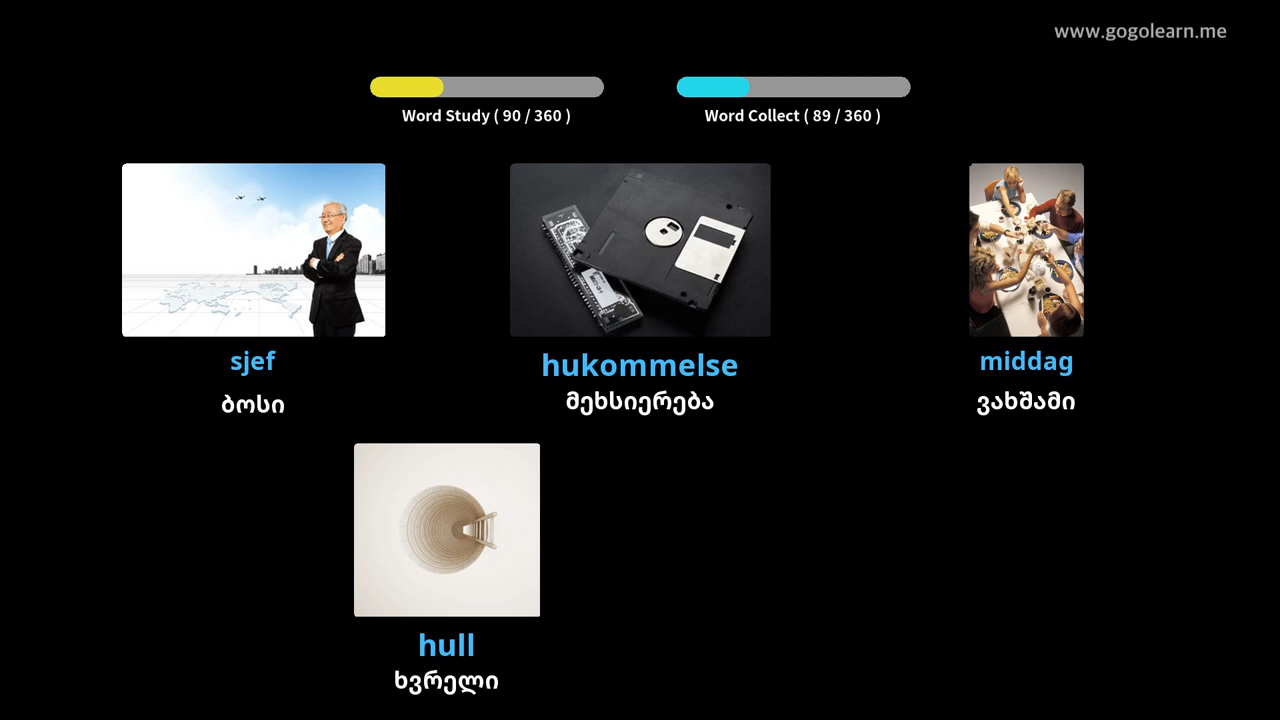 www.gogolearn.me
Word Study ( 90 / 360 )
Word Collect ( 89 / 360 )
sjef
ბოსი
hukommelse
მეხსიერება
middag
ვახშამი
hull
ხვრელი